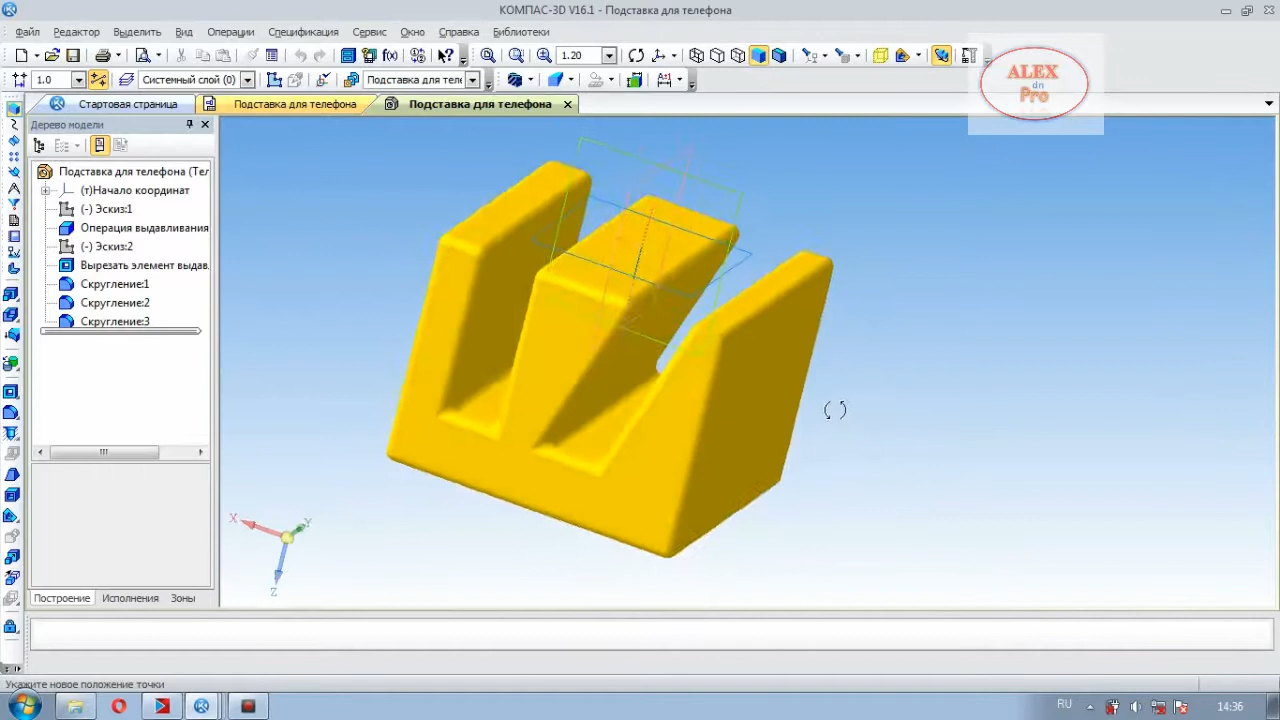 КОМПАС-3D V16.1 - Подставка для телефона
Файл Редактор Выделить Вид Операции Спецификация Сервис Окно Справка Библиотеки
1.20
1.0 Системный слой (0) Подставка для теле
ALEX
dn
Pro
Стартовая страница Подставка для телефона Подставка для телефона
Дерево модели
Подставка для телефона (Тел
(т)Начало координат
(-) Эскиз:1
Операция выдавливания
(-) Эскиз:2
Вырезать элемент выдав.
Скругление:1
Скругление:2
Скругление:3
X
Y
Z
Построение Исполнения Зоны
Укажите новое положение точки
RU 14:36